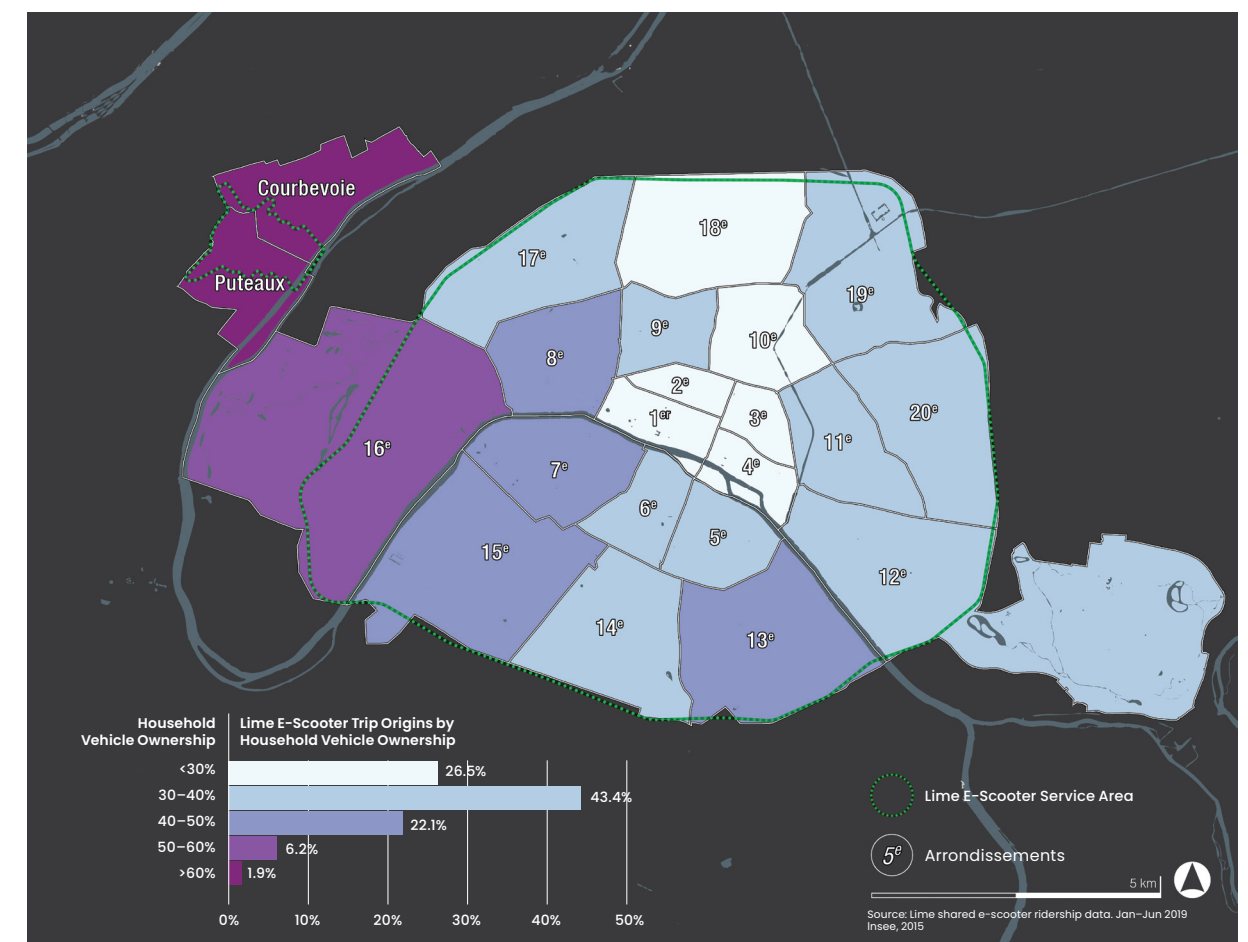 Courbevoie
Puteaux
18e
17e
19e
9e
10e
8e
2e
20e
1er
3e
11e
16e
4e
7e
6e
5e
15e
12e
14e
13e
Household
Vehicle Ownership
Lime E-Scooter Trip Origins by
Household Vehicle Ownership
<30%
26.5%
30–40%
43.4%
40–50%
22.1%
50–60%
6.2%
>60%
1.9%
0%
10%
20%
30%
40%
50%
Lime E-Scooter Service Area
5e
Arrondissements
5 km
Source: Lime shared e-scooter ridership data. Jan–Jun 2019
Insee, 2015